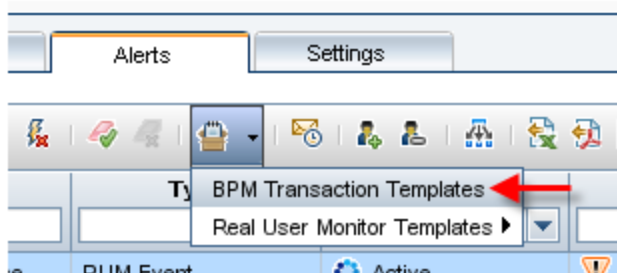 Alerts Settings
Ty BPM Transaction Templates
Real User Monitor Templates
RUM Event Active